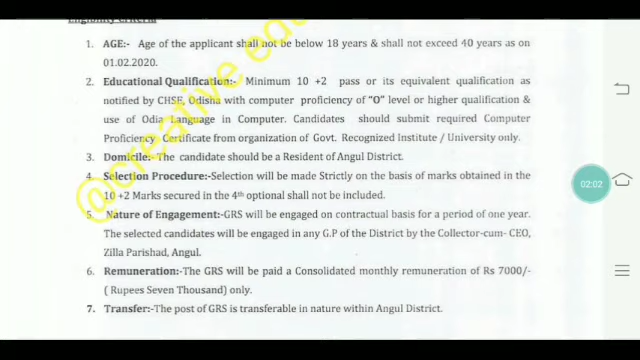 Eligibility Criteria
1. AGE:- Age of the applicant shall not be below 18 years & shall not exceed 40 years as on
01.02.2020.
2. Educational Qualification:- Minimum 10 +2 pass or its equivalent qualification as
notified by CHSE, Odisha with computer proficiency of "O" level or higher qualification &
use of Odia Language in Computer. Candidates should submit required Computer
Proficiency Certificate from organization of Govt. Recognized Institute / University only.
3. Domicile:- The candidate should be a Resident of Angul District.
4. Selection Procedure:- Selection will be made Strictly on the basis of marks obtained in the
10 +2 Marks secured in the 4th optional shall not be included.
5. Nature of Engagement:- GRS will be engaged on contractual basis for a period of one year.
The selected candidates will be engaged in any G.P of the District by the Collector-cum- CEO,
Zilla Parishad, Angul.
6. Remuneration:- The GRS will be paid a Consolidated monthly remuneration of Rs 7000/-
( Rupees Seven Thousand) only.
7. Transfer:- The post of GRS is transferable in nature within Angul District.
@creative edu
02:02